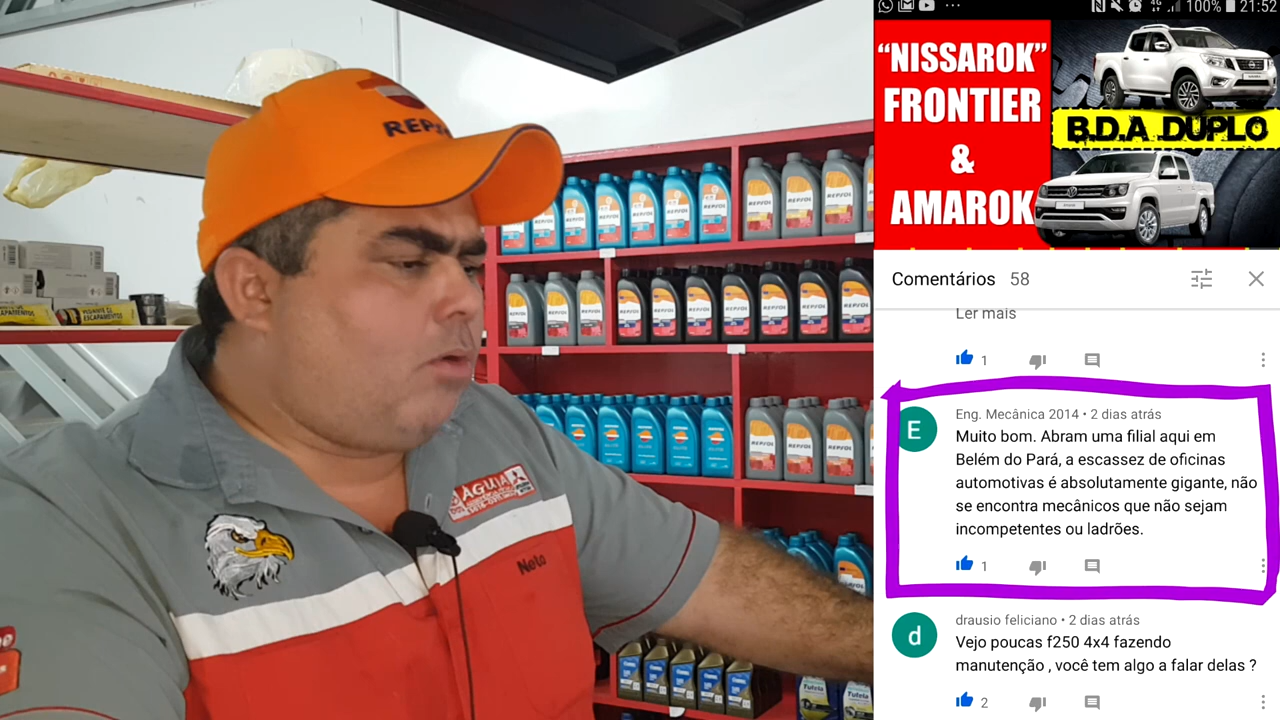 REPSOL
ÁGUIA
Neto
4G
100%
21:52
“NISSAROK”
FRONTIER
&
AMAROK
B.D.A DUPLO
Comentários 58
Ler mais
1
E
Eng. Mecânica 2014 • 2 dias atrás
Muito bom. Abram uma filial aqui em
Belém do Pará, a escassez de oficinas
automotivas é absolutamente gigante, não
se encontra mecânicos que não sejam
incompetentes ou ladrões.
1
d
drausio feliciano • 2 dias atrás
Vejo poucas f250 4x4 fazendo
manutenção , você tem algo a falar delas ?
2